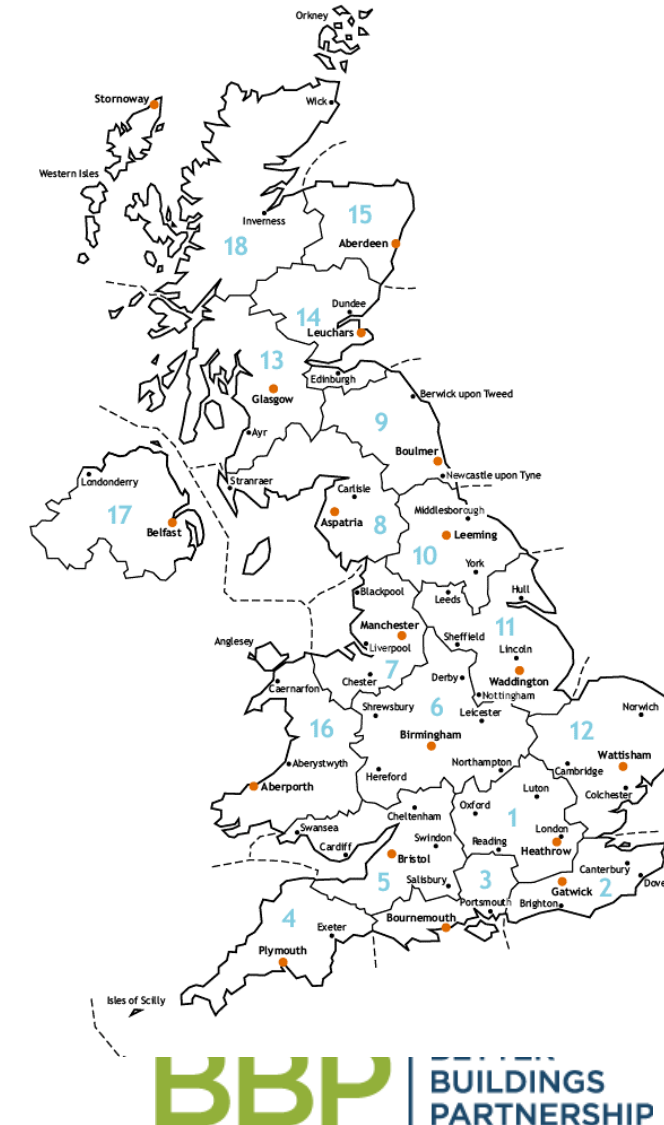 Orkney
Stornoway
Wick
Western Isles
Inverness
15
Aberdeen
18
Dundee
14
Leuchars
13
Edinburgh
Glasgow
Berwick upon Tweed
9
Ayr
Boulmer
Newcastle upon Tyne
Londonderry
Stranraer
Carlisle
17
Aspatria
8
Belfast
Middlesborough
Leeming
10
York
Blackpool
Leeds
Hull
Manchester
11
Sheffield
Anglesey
Liverpool
Lincoln
7
Chester
Derby
Waddington
Caernarfon
Nottingham
Shrewsbury
6
Leicester
Norwich
16
12
Birmingham
Wattisham
Aberystwyth
Northampton
Cambridge
Hereford
Aberporth
Luton
Colchester
Oxford
Cheltenham
1
Swansea
Swindon
London
Cardiff
Reading
Heathrow
Bristol
Canterbury
5
Salisbury
3
Gatwick
2
Dove
Portsmouth
Brighton
4
Bournemouth
Exeter
Plymouth
Isles of Scilly
BBP
BETTER
BUILDINGS
PARTNERSHIP